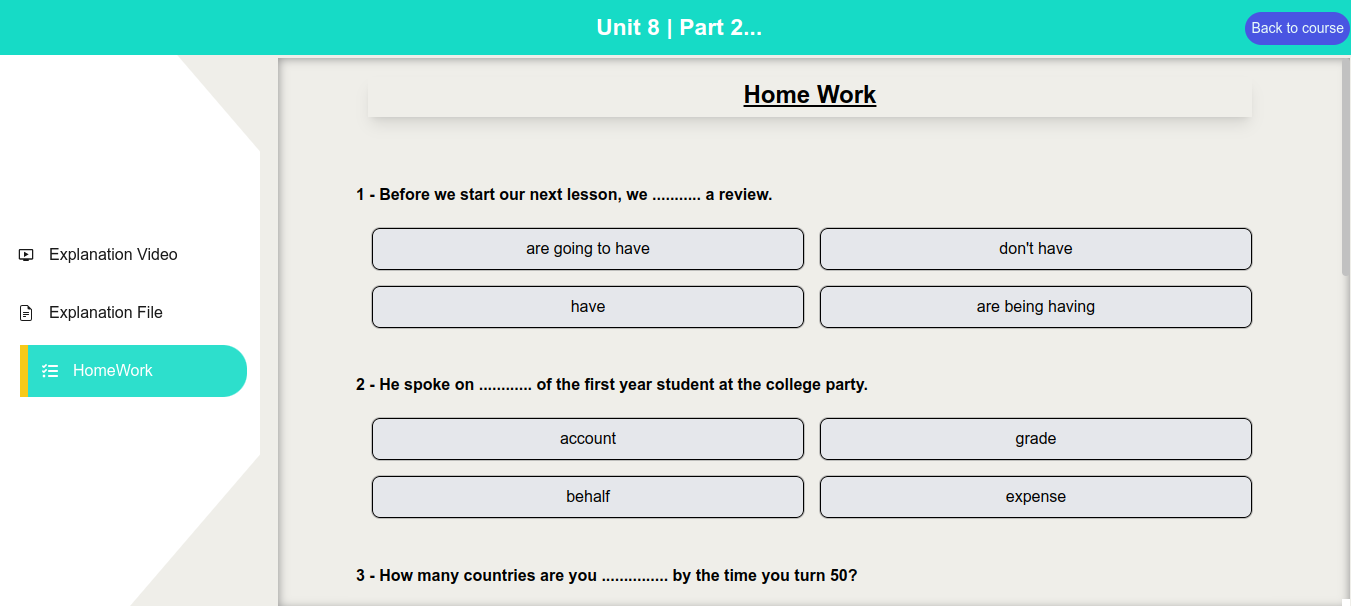 Unit 8 | Part 2...
Back to course
Explanation Video
Explanation File
HomeWork
Home Work
1 - Before we start our next lesson, we ........... a review.
are going to have
don't have
have
are being having
2 - He spoke on ............ of the first year student at the college party.
account
grade
behalf
expense
3 - How many countries are you ............... by the time you turn 50?